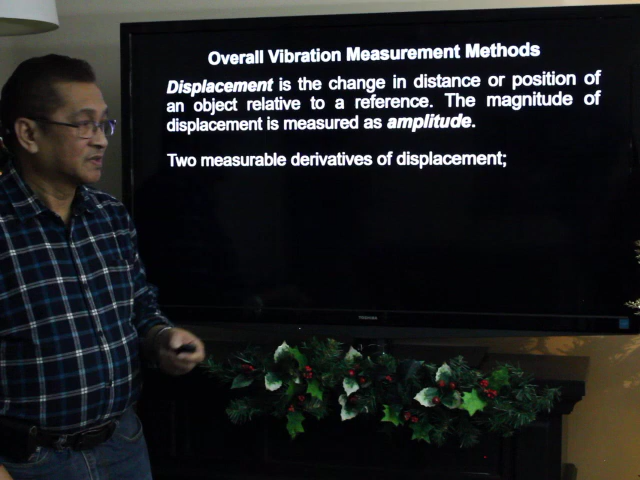 Overall Vibration Measurement Methods
Displacement is the change in distance or position of
an object relative to a reference. The magnitude of
displacement is measured as amplitude.
Two measurable derivatives of displacement;
TOSHIBA